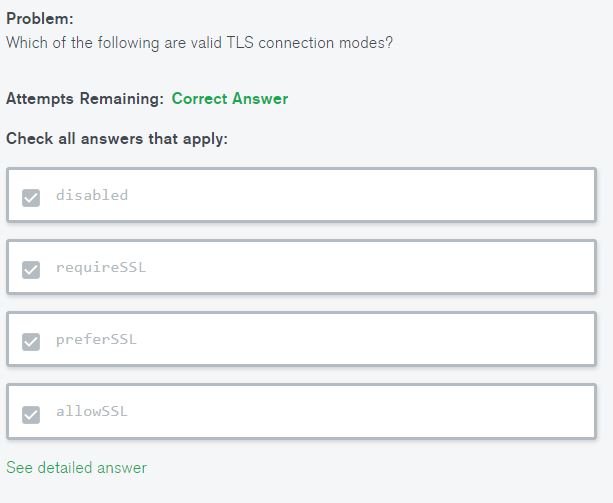 Problem:
Which of the following are valid TLS connection modes?
Attempts Remaining: Correct Answer
Check all answers that apply:
disabled
requireSSL
preferSSL
allowSSL
See detailed answer